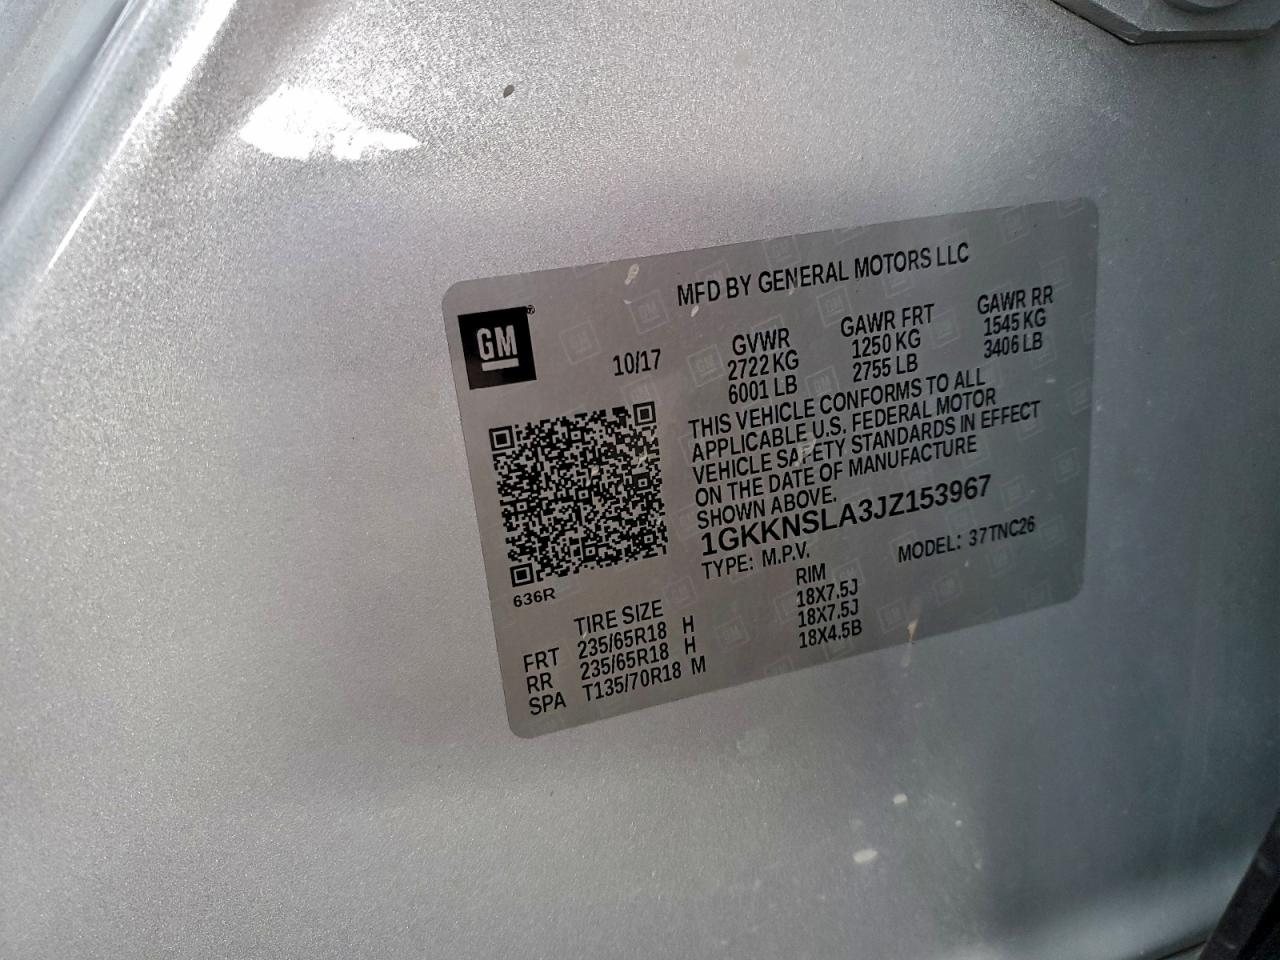 MFD BY GENERAL MOTORS LLC
GM
10/17
GVWR
2722 KG
6001 LB
GAWR FRT
1250 KG
2755 LB
GAWR RR
1545 KG
3406 LB
THIS VEHICLE CONFORMS TO ALL
APPLICABLE U.S. FEDERAL MOTOR
VEHICLE SAFETY STANDARDS IN EFFECT
ON THE DATE OF MANUFACTURE
SHOWN ABOVE.
1GKKNSLA3JZ153967
TYPE: M.P.V. MODEL: 37TNC26
636R
TIRE SIZE RIM
FRT 235/65R18 H 18X7.5J
RR 235/65R18 H 18X7.5J
SPA T135/70R18 M 18X4.5B